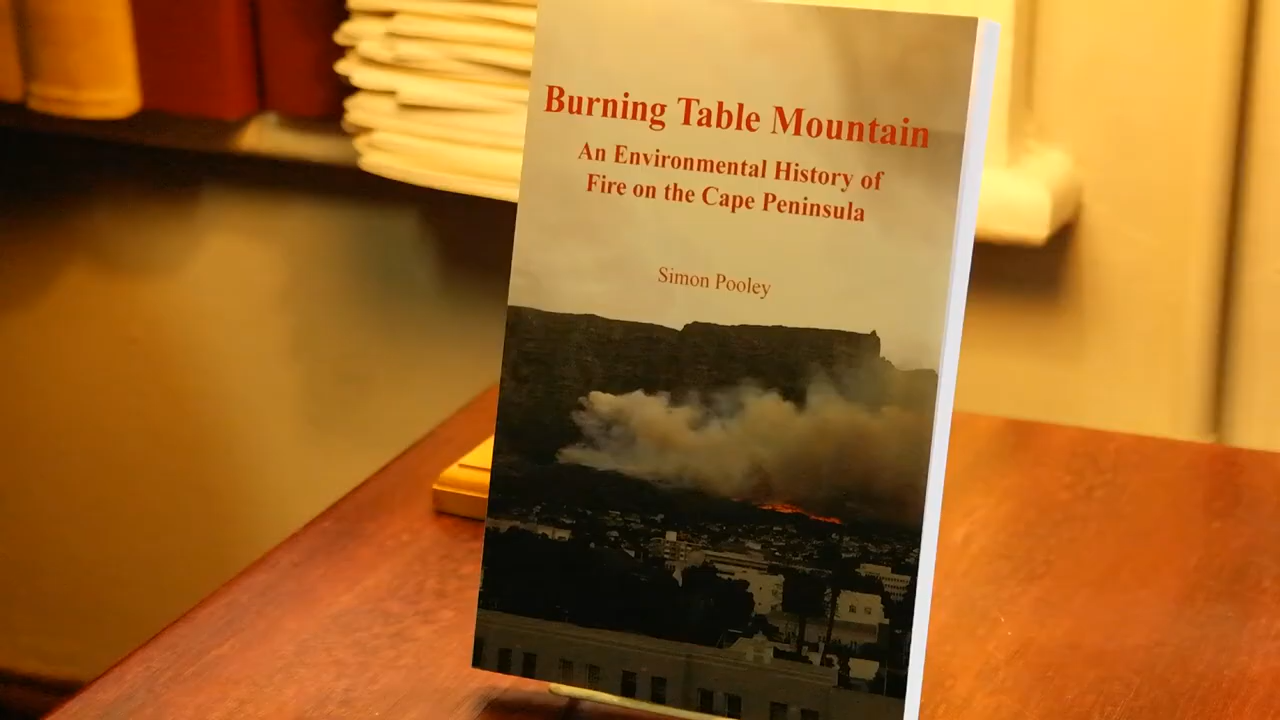 Burning Table Mountain
An Environmental History of
Fire on the Cape Peninsula
Simon Pooley